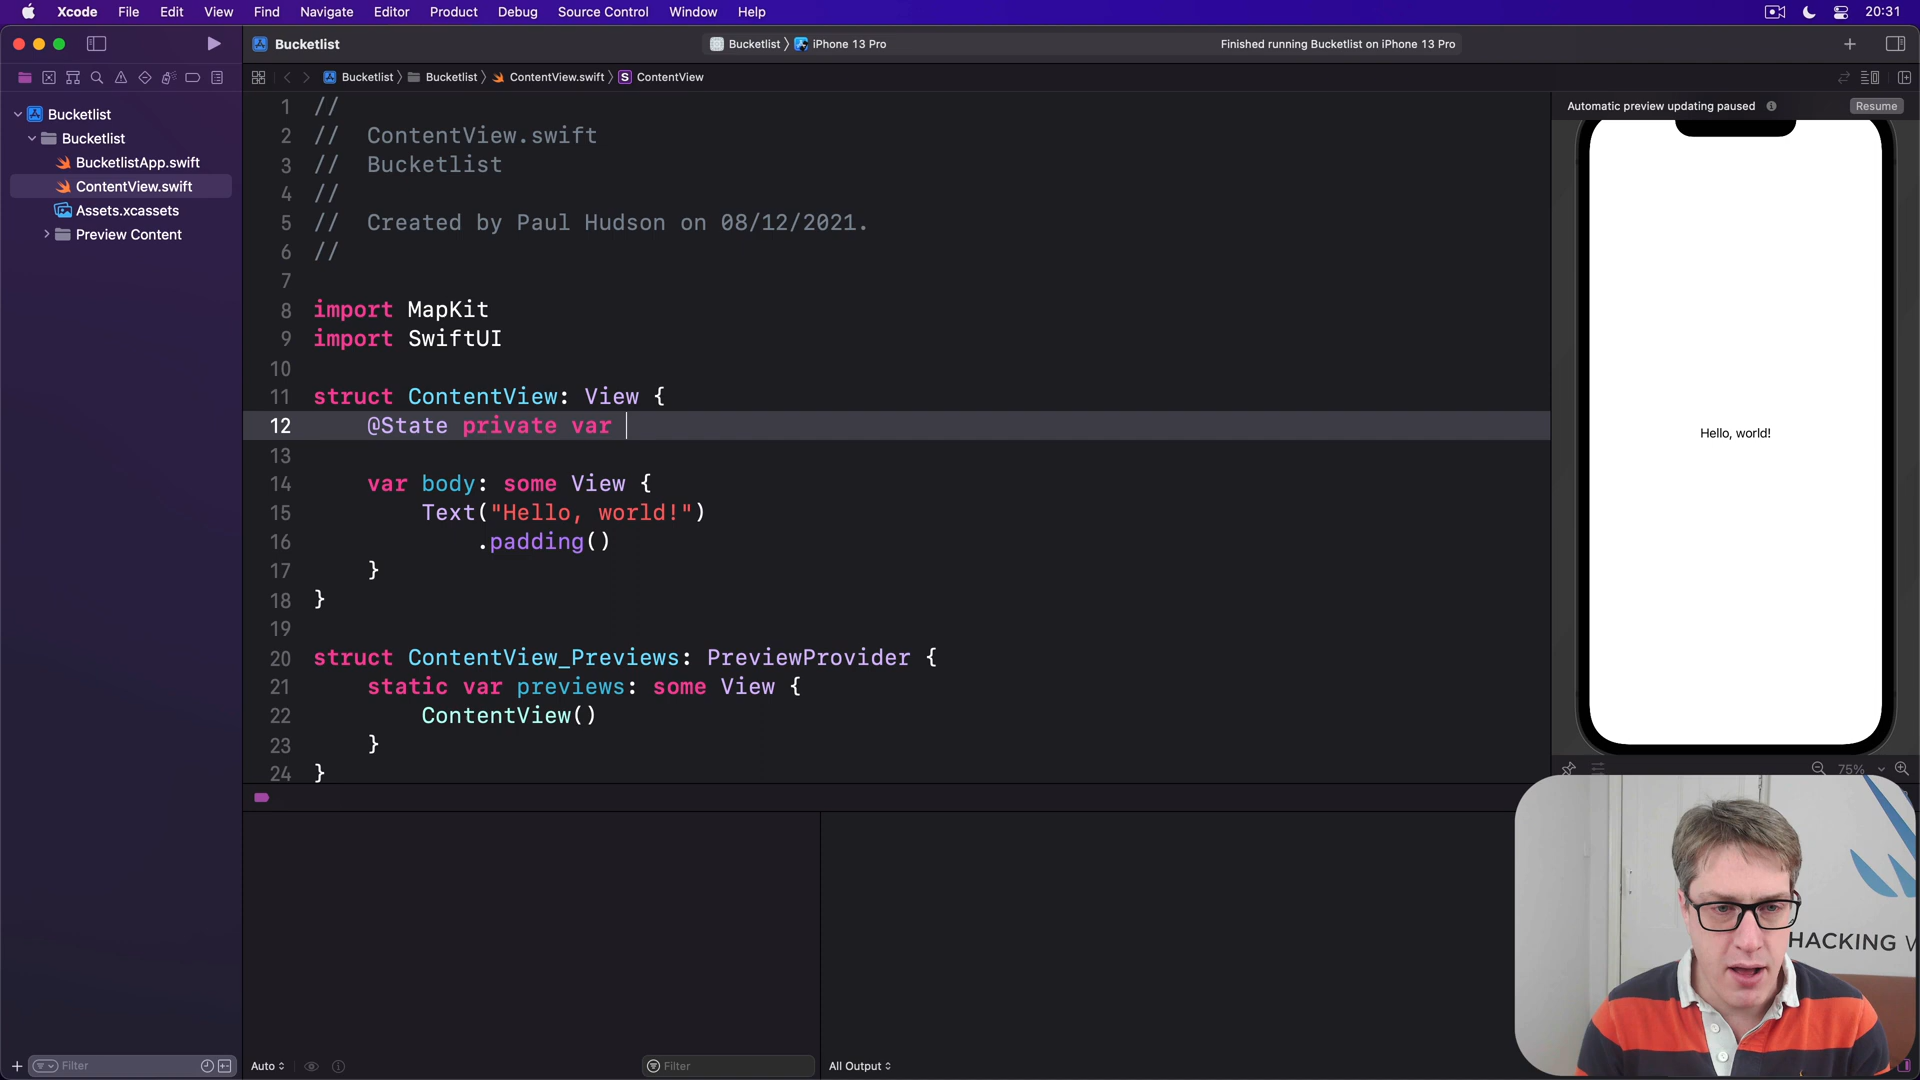 Xcode File Edit View Find Navigate Editor Product Debug Source Control Window Help 20:31
Bucketlist
Bucketlist iPhone 13 Pro
Finished running Bucketlist on iPhone 13 Pro
Bucketlist Bucketlist ContentView.swift S ContentView
Bucketlist
Bucketlist
BucketlistApp.swift
ContentView.swift
Assets.xcassets
Preview Content
1 //
2 //  ContentView.swift
3 //  Bucketlist
4 //
5 //  Created by Paul Hudson on 08/12/2021.
6 //
7
8 import MapKit
9 import SwiftUI
10
11 struct ContentView: View {
12     @State private var
13
14     var body: some View {
15         Text("Hello, world!")
16             .padding()
17     }
18 }
19
20 struct ContentView_Previews: PreviewProvider {
21     static var previews: some View {
22         ContentView()
23     }
24 }
Automatic preview updating paused
Resume
Hello, world!
75%
HACKING W
Filter
Auto
Filter
All Output